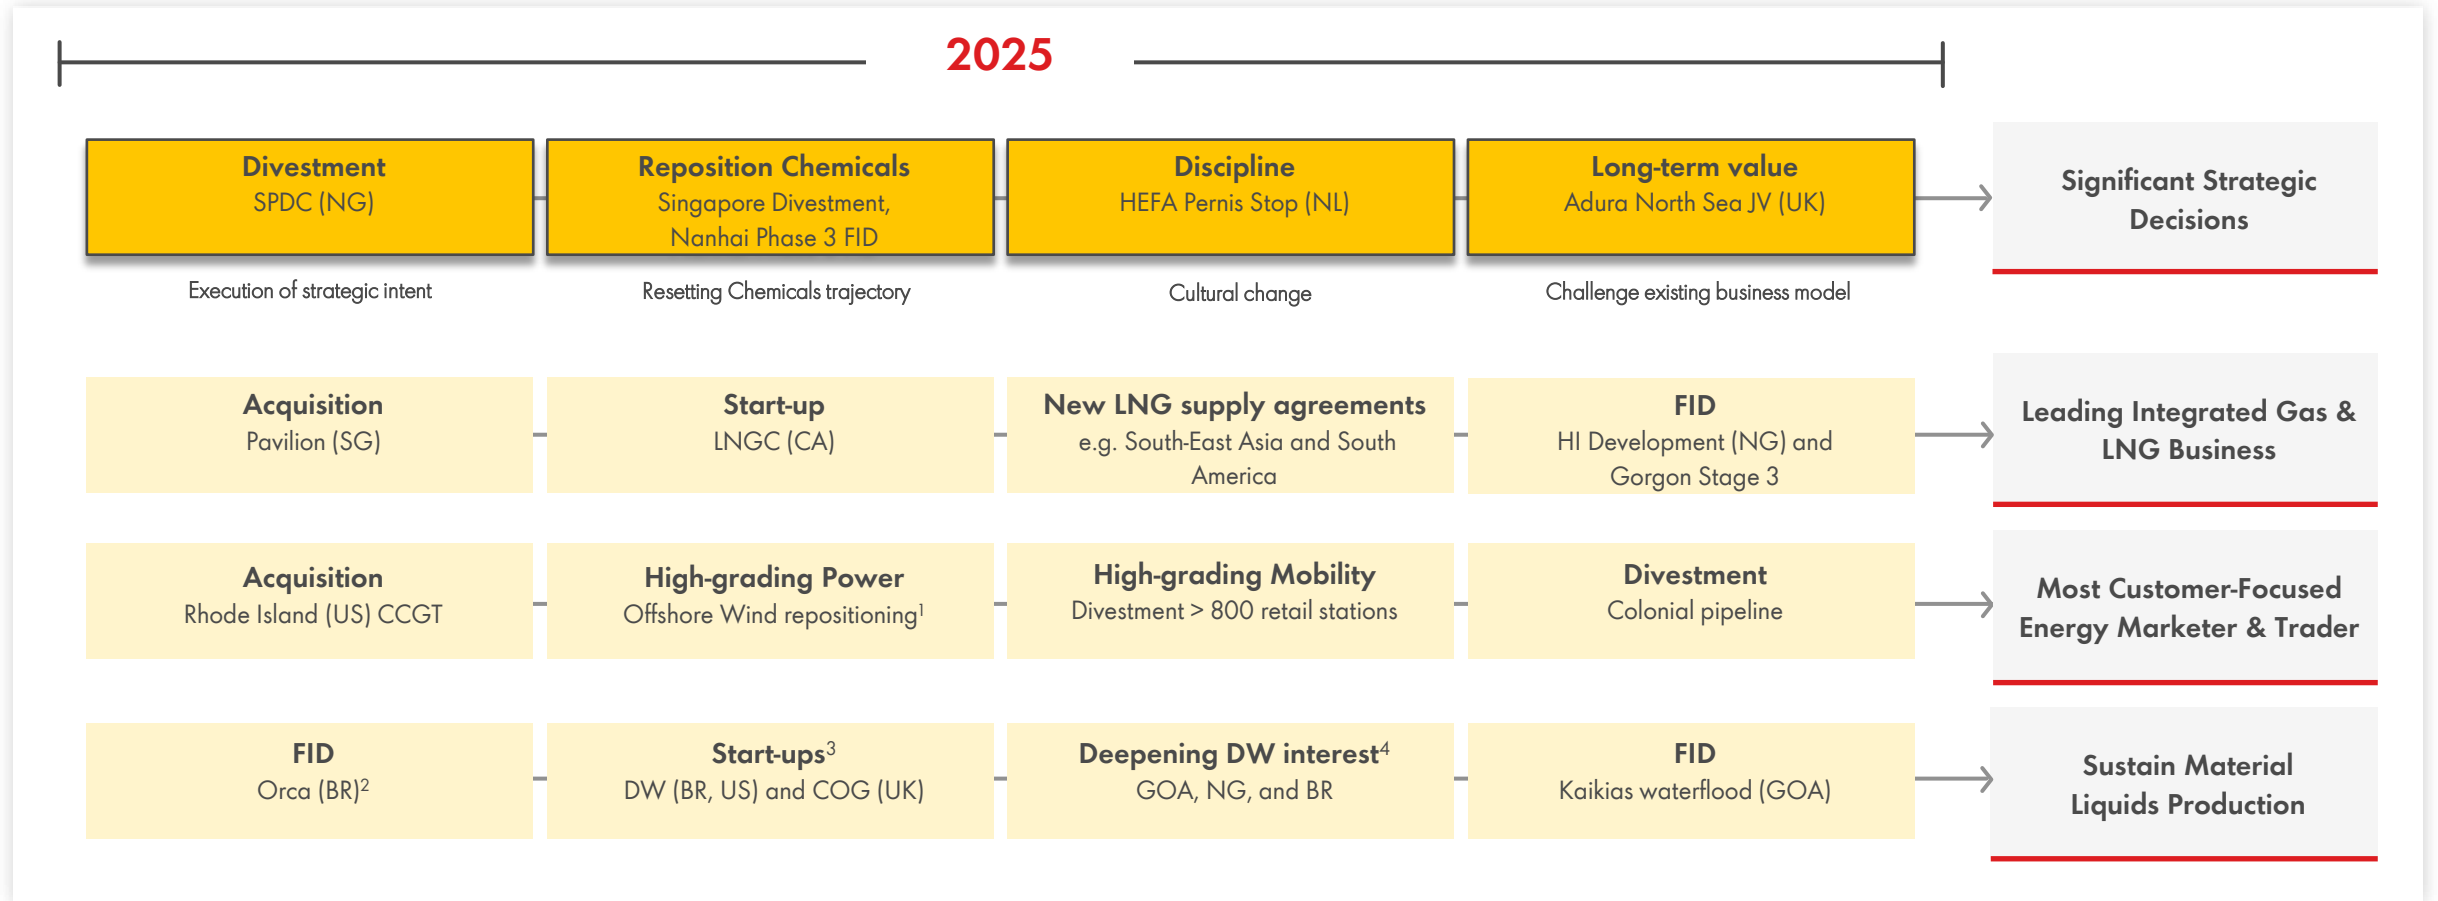 2025
Divestment
SPDC (NG)
Execution of strategic intent
Reposition Chemicals
Singapore Divestment,
Nanhai Phase 3 FID
Resetting Chemicals trajectory
Discipline
HEFA Pernis Stop (NL)
Cultural change
Long-term value
Adura North Sea JV (UK)
Challenge existing business model
Significant Strategic
Decisions
Acquisition
Pavilion (SG)
Start-up
LNGC (CA)
New LNG supply agreements
e.g. South-East Asia and South
America
FID
HI Development (NG) and
Gorgon Stage 3
Leading Integrated Gas &
LNG Business
Acquisition
Rhode Island (US) CCGT
High-grading Power
Offshore Wind repositioning¹
High-grading Mobility
Divestment > 800 retail stations
Divestment
Colonial pipeline
Most Customer-Focused
Energy Marketer & Trader
FID
Orca (BR)²
Start-ups³
DW (BR, US) and COG (UK)
Deepening DW interest⁴
GOA, NG, and BR
FID
Kaikias waterflood (GOA)
Sustain Material
Liquids Production